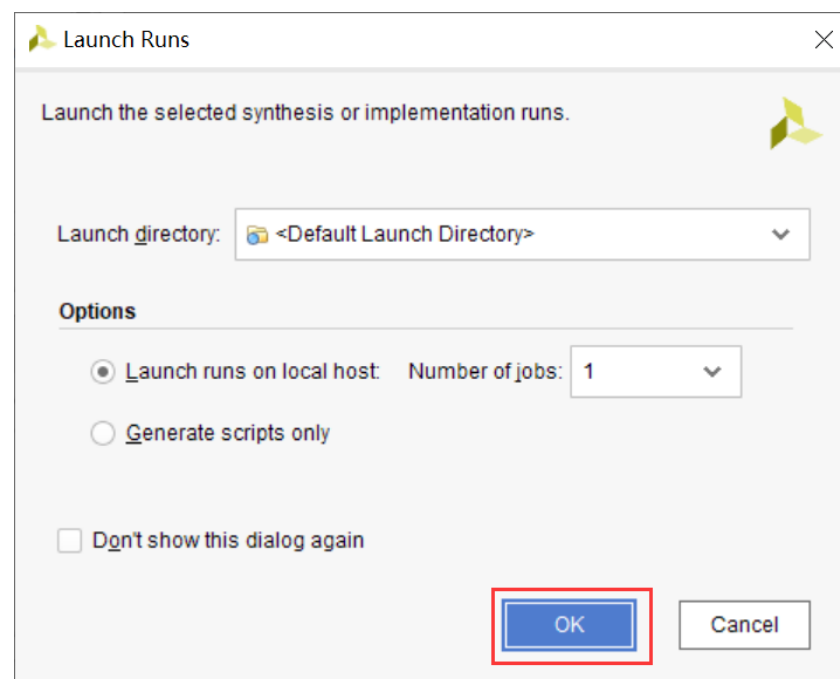 Launch Runs
Launch the selected synthesis or implementation runs.
Launch directory: <Default Launch Directory>
Options
Launch runs on local host: Number of jobs: 1
Generate scripts only
Don't show this dialog again
OK Cancel